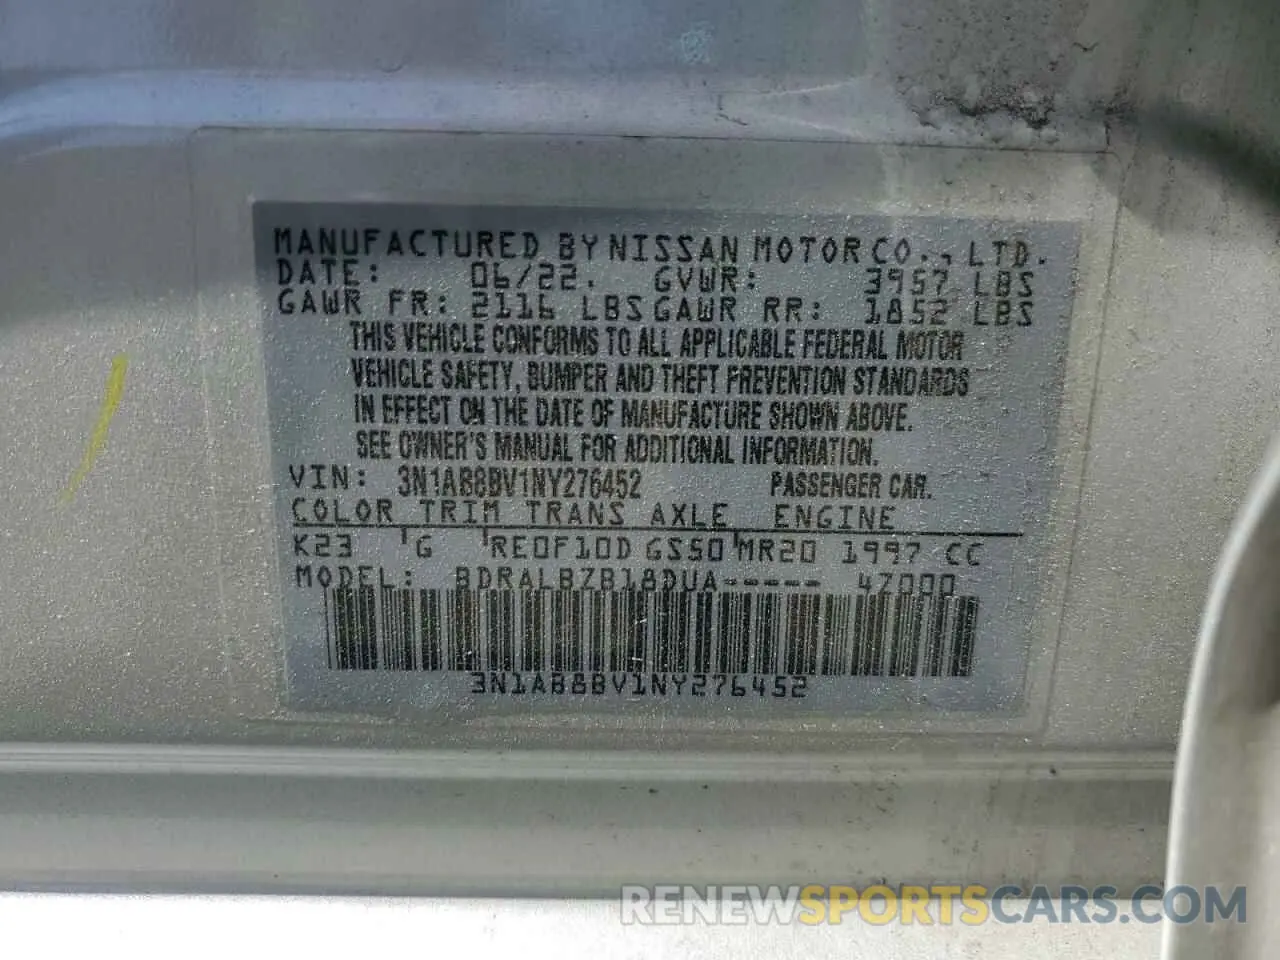 MANUFACTURED BY NISSAN MOTOR CO., LTD.
DATE: 06/22. GVWR: 3957 LBS
GAWR FR: 2116 LBS GAWR RR: 1852 LBS
THIS VEHICLE CONFORMS TO ALL APPLICABLE FEDERAL MOTOR
VEHICLE SAFETY, BUMPER AND THEFT PREVENTION STANDARDS
IN EFFECT ON THE DATE OF MANUFACTURE SHOWN ABOVE.
SEE OWNER'S MANUAL FOR ADDITIONAL INFORMATION.
VIN: 3N1AB8BV1NY276452 PASSENGER CAR.
COLOR TRIM TRANS AXLE ENGINE
K23 G RE0F10D GS50 MR20 1997 CC
MODEL: BDRALBZB18DUA----- 4Z000
3N1AB8BV1NY276452
RENEWSPORTSCARS.COM